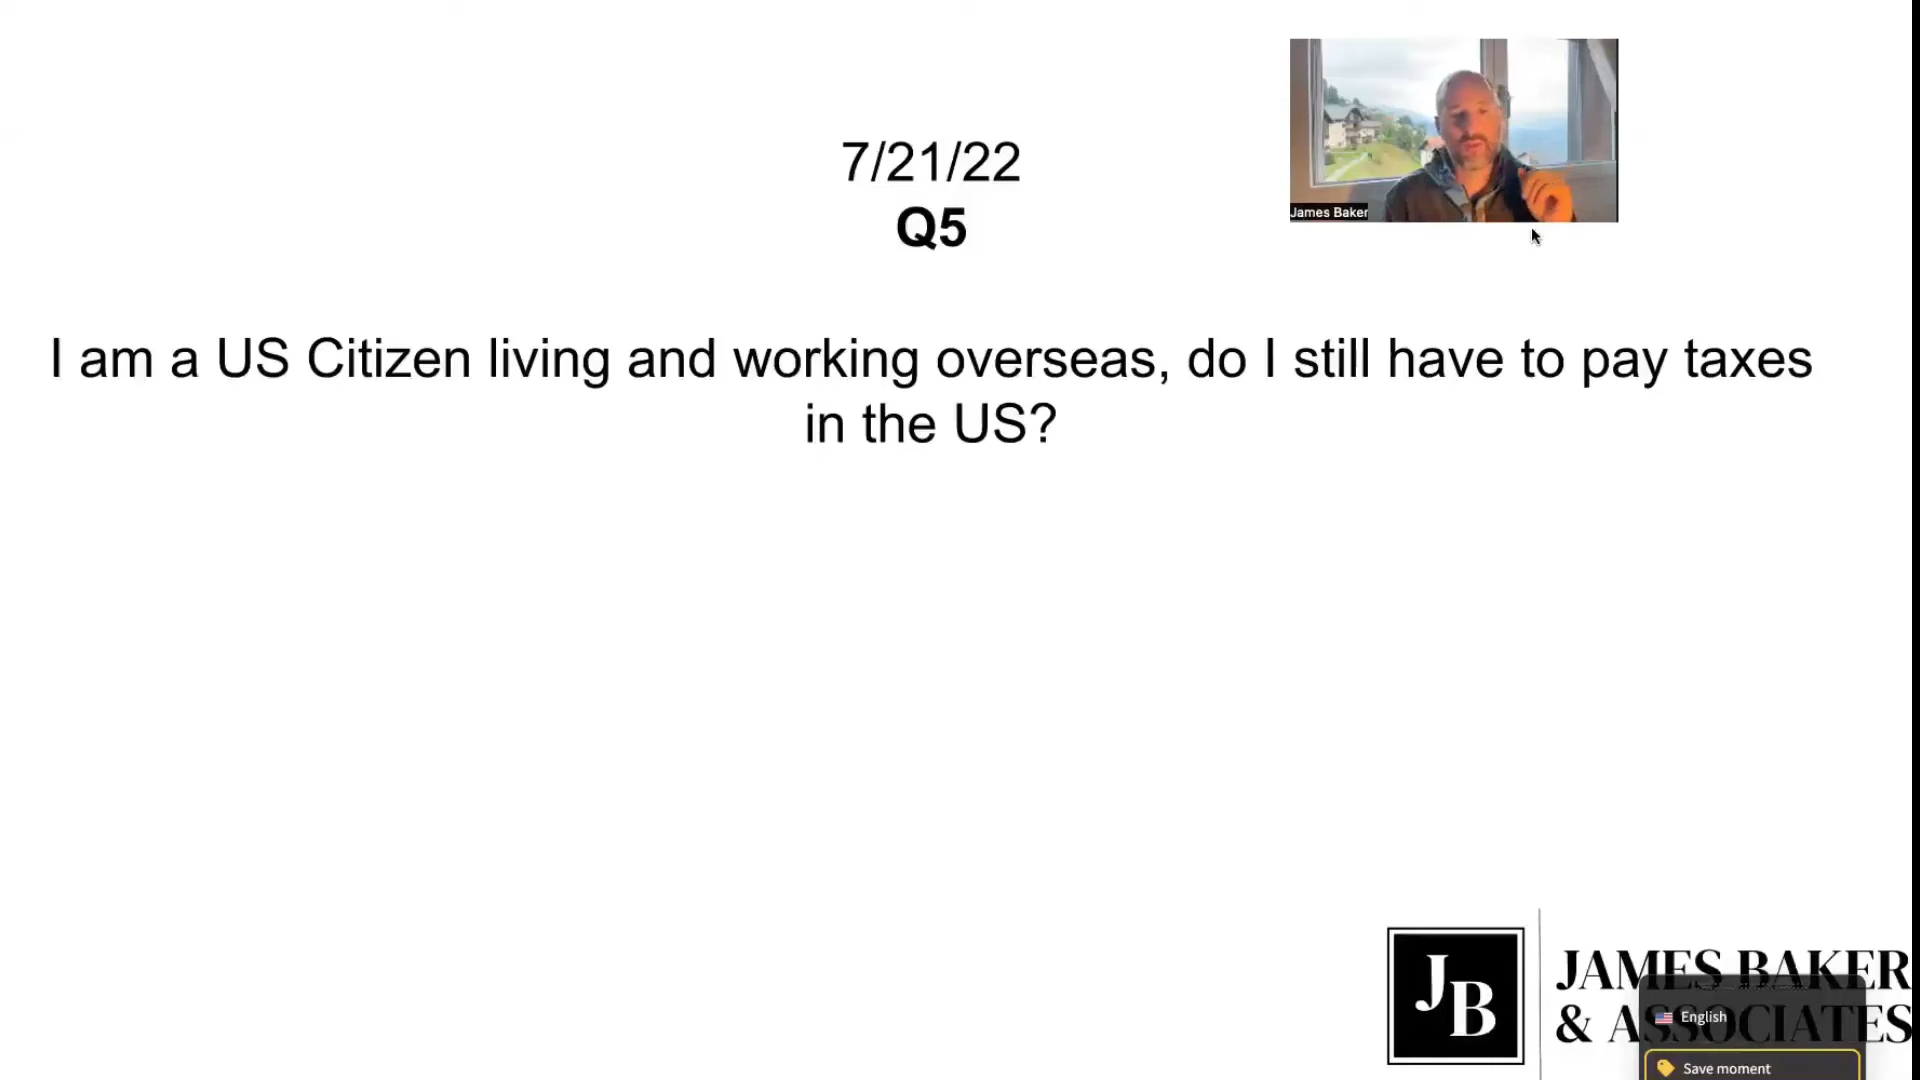 7/21/22
Q5
James Baker
I am a US Citizen living and working overseas, do I still have to pay taxes
in the US?
JB
JAMES BAKER
& ASSOCIATES
English
Save moment